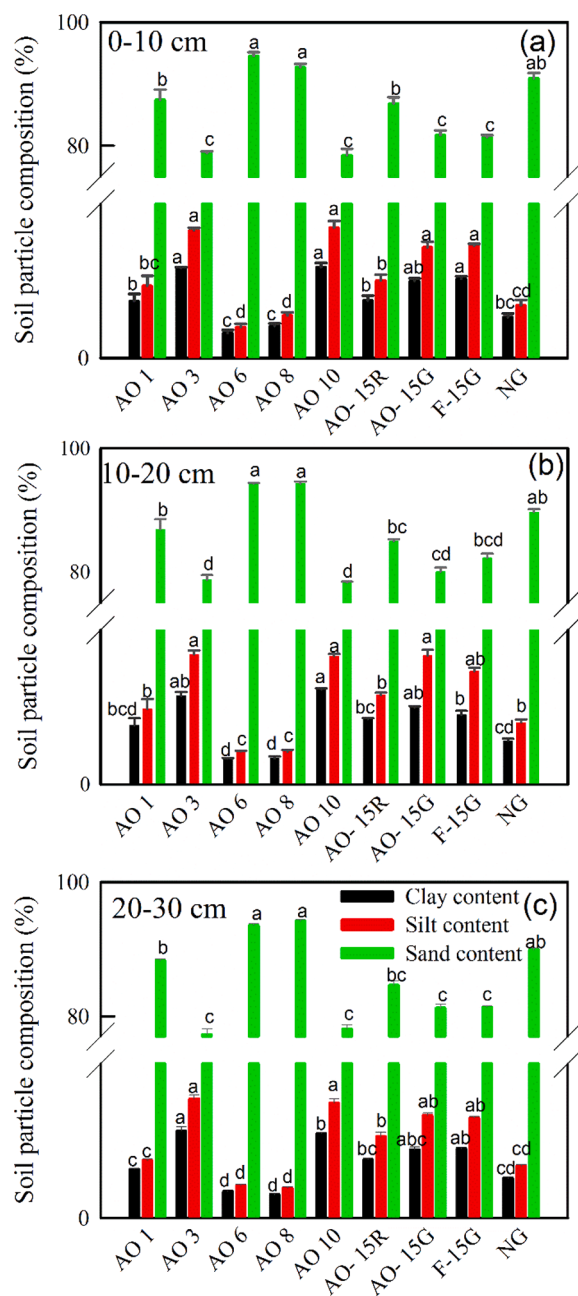 100
0-10 cm
(a)
a
a
ab
b
b
80
c
c
c
c
a
a
a
a
a
a
ab
bc
b
b
b
cd
bc
d
d
c
c
0
Soil particle composition (%)
AO 1
AO 3
AO 6
AO 8
AO 10
AO- 15R
AO- 15G
F-15G
NG
100
10-20 cm
(b)
a
a
ab
b
bc
bcd
cd
80
d
d
a
a
a
ab
ab
a
ab
b
b
b
bcd
bc
cd
c
c
d
d
0
Soil particle composition (%)
AO 1
AO 3
AO 6
AO 8
AO 10
AO- 15R
AO- 15G
F-15G
NG
100
20-30 cm
Clay content
Silt content
Sand content
(c)
a
a
ab
b
bc
80
c
c
c
c
a
a
ab
ab
a
b
ab
abc
ab
bc
c
c
cd
cd
d
d
d
d
0
Soil particle composition (%)
AO 1
AO 3
AO 6
AO 8
AO 10
AO- 15R
AO- 15G
F-15G
NG